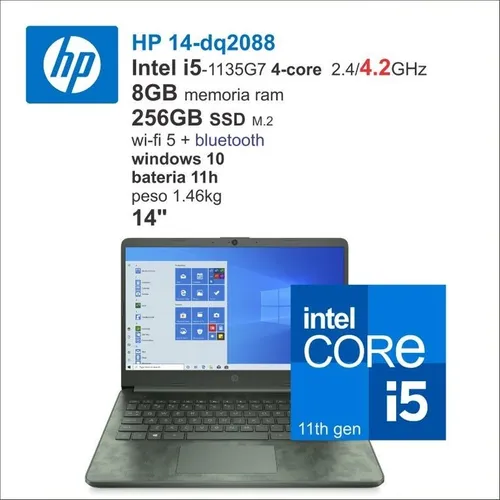 hp
HP 14-dq2088
Intel i5-1135G7 4-core 2.4/4.2GHz
8GB memoria ram
256GB SSD M.2
wi-fi 5 + bluetooth
windows 10
bateria 11h
peso 1.46kg
14"
intel
CORE
i5
11th gen